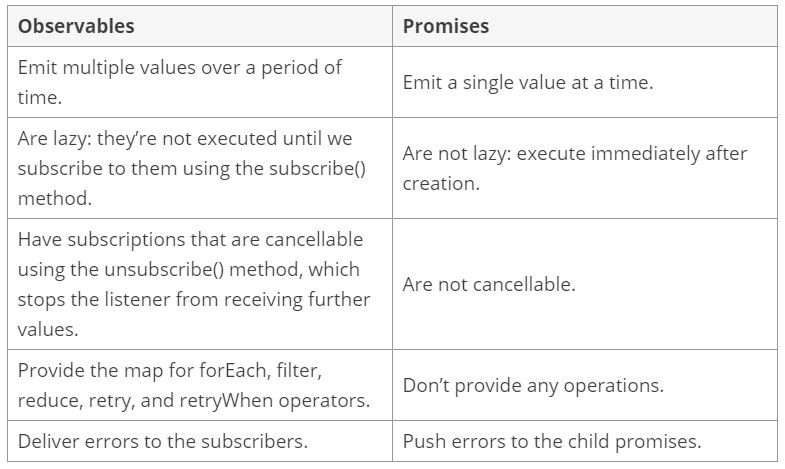 Observables
Promises
Emit multiple values over a period of
time.
Emit a single value at a time.
Are lazy: they’re not executed until we
subscribe to them using the subscribe()
method.
Are not lazy: execute immediately after
creation.
Have subscriptions that are cancellable
using the unsubscribe() method, which
stops the listener from receiving further
values.
Are not cancellable.
Provide the map for forEach, filter,
reduce, retry, and retryWhen operators.
Don’t provide any operations.
Deliver errors to the subscribers.
Push errors to the child promises.